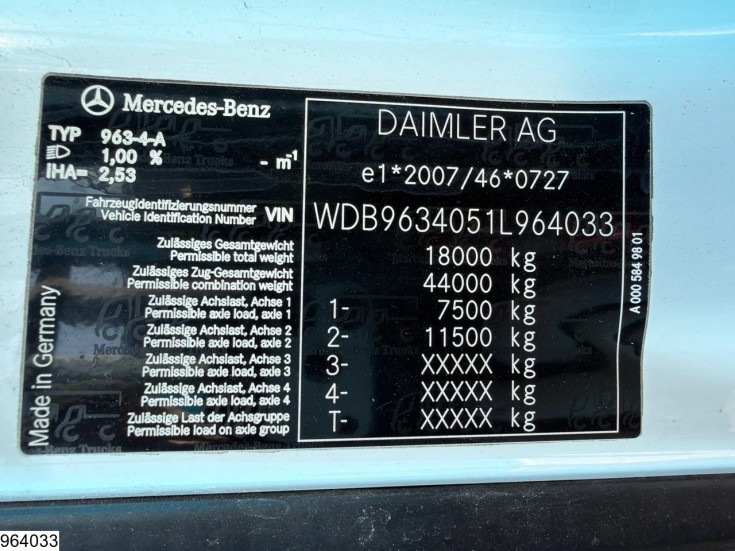 Mercedes-Benz
DAIMLER AG
TYP 963-4-A
1,00 % - m⁻¹
IHA= 2,53
e1*2007/46*0727
Fahrzeugidentifizierungsnummer
Vehicle Identification Number VIN WDB9634051L964033
Zulässiges Gesamtgewicht
Permissible total weight 18000 kg
Zulässiges Zug-Gesamtgewicht
Permissible combination weight 44000 kg
Zulässige Achslast, Achse 1
Permissible axle load, axle 1 1- 7500 kg
Zulässige Achslast, Achse 2
Permissible axle load, axle 2 2- 11500 kg
Zulässige Achslast, Achse 3
Permissible axle load, axle 3 3- XXXXX kg
Zulässige Achslast, Achse 4
Permissible axle load, axle 4 4- XXXXX kg
Zulässige Last der Achsgruppe
Permissible load on axle group T- XXXXX kg
Made in Germany
A 000 584 98 01
964033